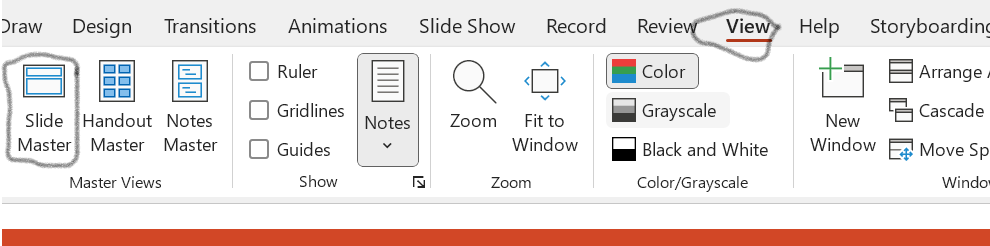 Draw Design Transitions Animations Slide Show Record Review View Help Storyboarding
Slide Master
Handout Master
Notes Master
Master Views
Ruler
Gridlines
Guides
Notes
Show
Zoom
Fit to Window
Zoom
Color
Grayscale
Black and White
Color/Grayscale
New Window
Arrange A
Cascade
Move Sp
Window